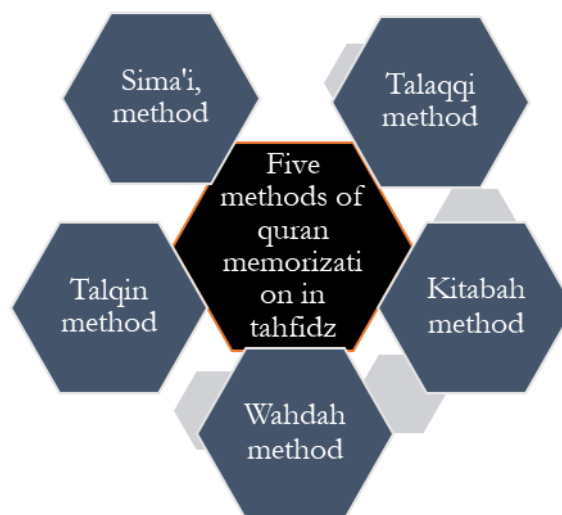 Sima'i,
method
Talaqqi
method
Five
methods of
quran
memorizati
on in
tahfidz
Talqin
method
Kitabah
method
Wahdah
method